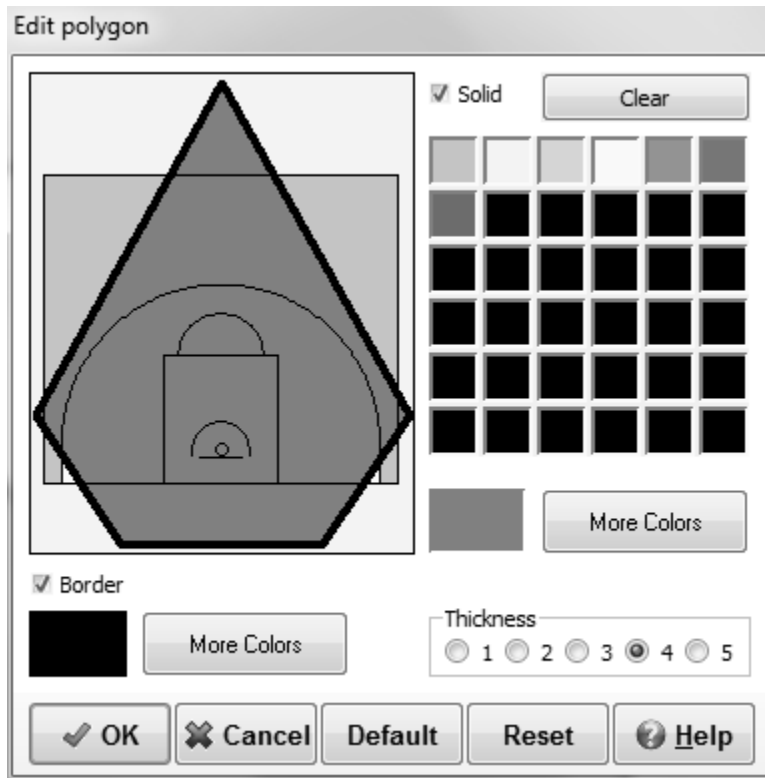 Edit polygon
Solid
Clear
More Colors
Border
More Colors
Thickness
1 2 3 4 5
OK Cancel Default Reset Help